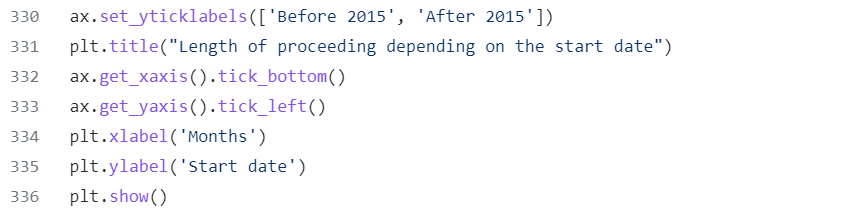 330 ax.set_yticklabels(['Before 2015', 'After 2015'])
331 plt.title("Length of proceeding depending on the start date")
332 ax.get_xaxis().tick_bottom()
333 ax.get_yaxis().tick_left()
334 plt.xlabel('Months')
335 plt.ylabel('Start date')
336 plt.show()